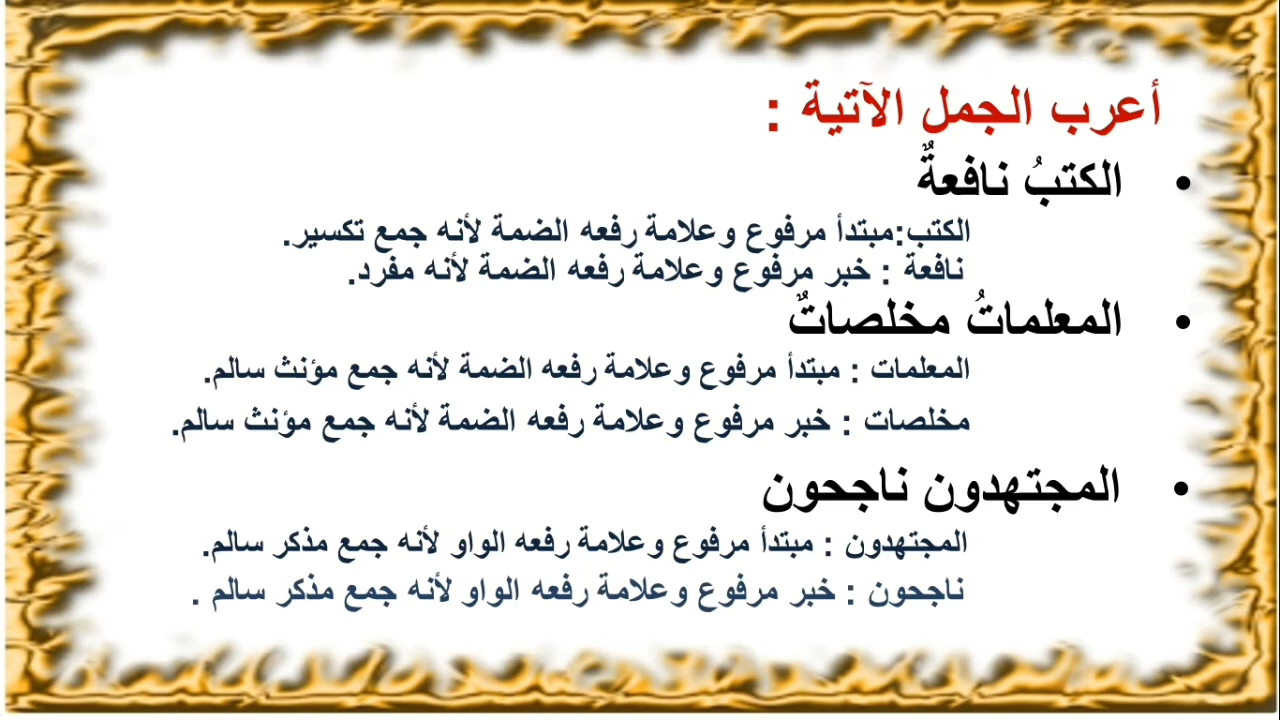 أعرب الجمل الآتية :
• الكتبُ نافعةٌ
الكتب:مبتدأ مرفوع وعلامة رفعه الضمة لأنه جمع تكسير.
نافعة : خبر مرفوع وعلامة رفعه الضمة لأنه مفرد.
• المعلماتُ مخلصاتٌ
المعلمات : مبتدأ مرفوع وعلامة رفعه الضمة لأنه جمع مؤنث سالم.
مخلصات : خبر مرفوع وعلامة رفعه الضمة لأنه جمع مؤنث سالم.
• المجتهدون ناجحون
المجتهدون : مبتدأ مرفوع وعلامة رفعه الواو لأنه جمع مذكر سالم.
ناجحون : خبر مرفوع وعلامة رفعه الواو لأنه جمع مذكر سالم .